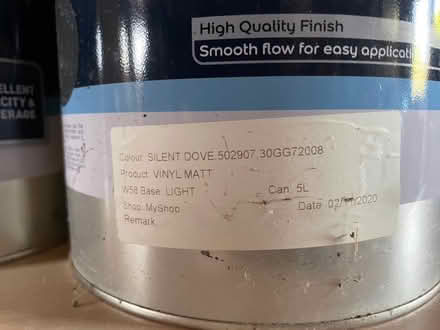 High Quality Finish
Smooth flow for easy applicati
ELLENT
CITY &
ERAGE
Colour: SILENT DOVE.502907.30GG72008
Product: VINYL MATT
W58 Base: LIGHT Can: 5L
Shop: MyShop Date: 2020
Remark: